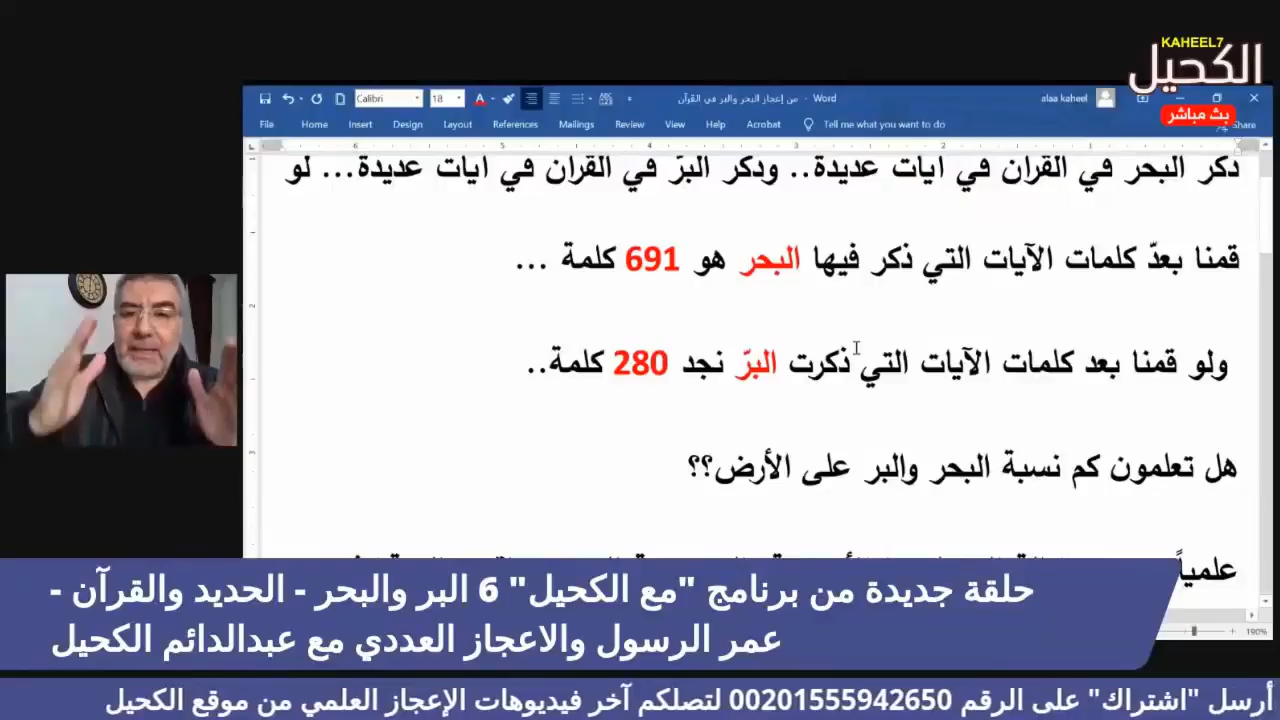 KAHEEL7
الكحيل
بث مباشر
Calibri
18
من إعجاز البحر والبر في القرآن - Word
alaa kaheel
File Home Insert Design Layout References Mailings Review View Help Acrobat Tell me what you want to do Share
ذكر البحر في القران في ايات عديدة.. وذكر البرّ في القران في ايات عديدة... لو
قمنا بعدّ كلمات الآيات التي ذكر فيها البحر هو 691 كلمة ...
ولو قمنا بعد كلمات الآيات التي ذكرت البرّ نجد 280 كلمة..
هل تعلمون كم نسبة البحر والبر على الأرض؟؟
علمياً
190%
حلقة جديدة من برنامج "مع الكحيل" 6 البر والبحر - الحديد والقرآن -
عمر الرسول والاعجاز العددي مع عبدالدائم الكحيل
أرسل "اشتراك" على الرقم 00201555942650 لتصلكم آخر فيديوهات الإعجاز العلمي من موقع الكحيل